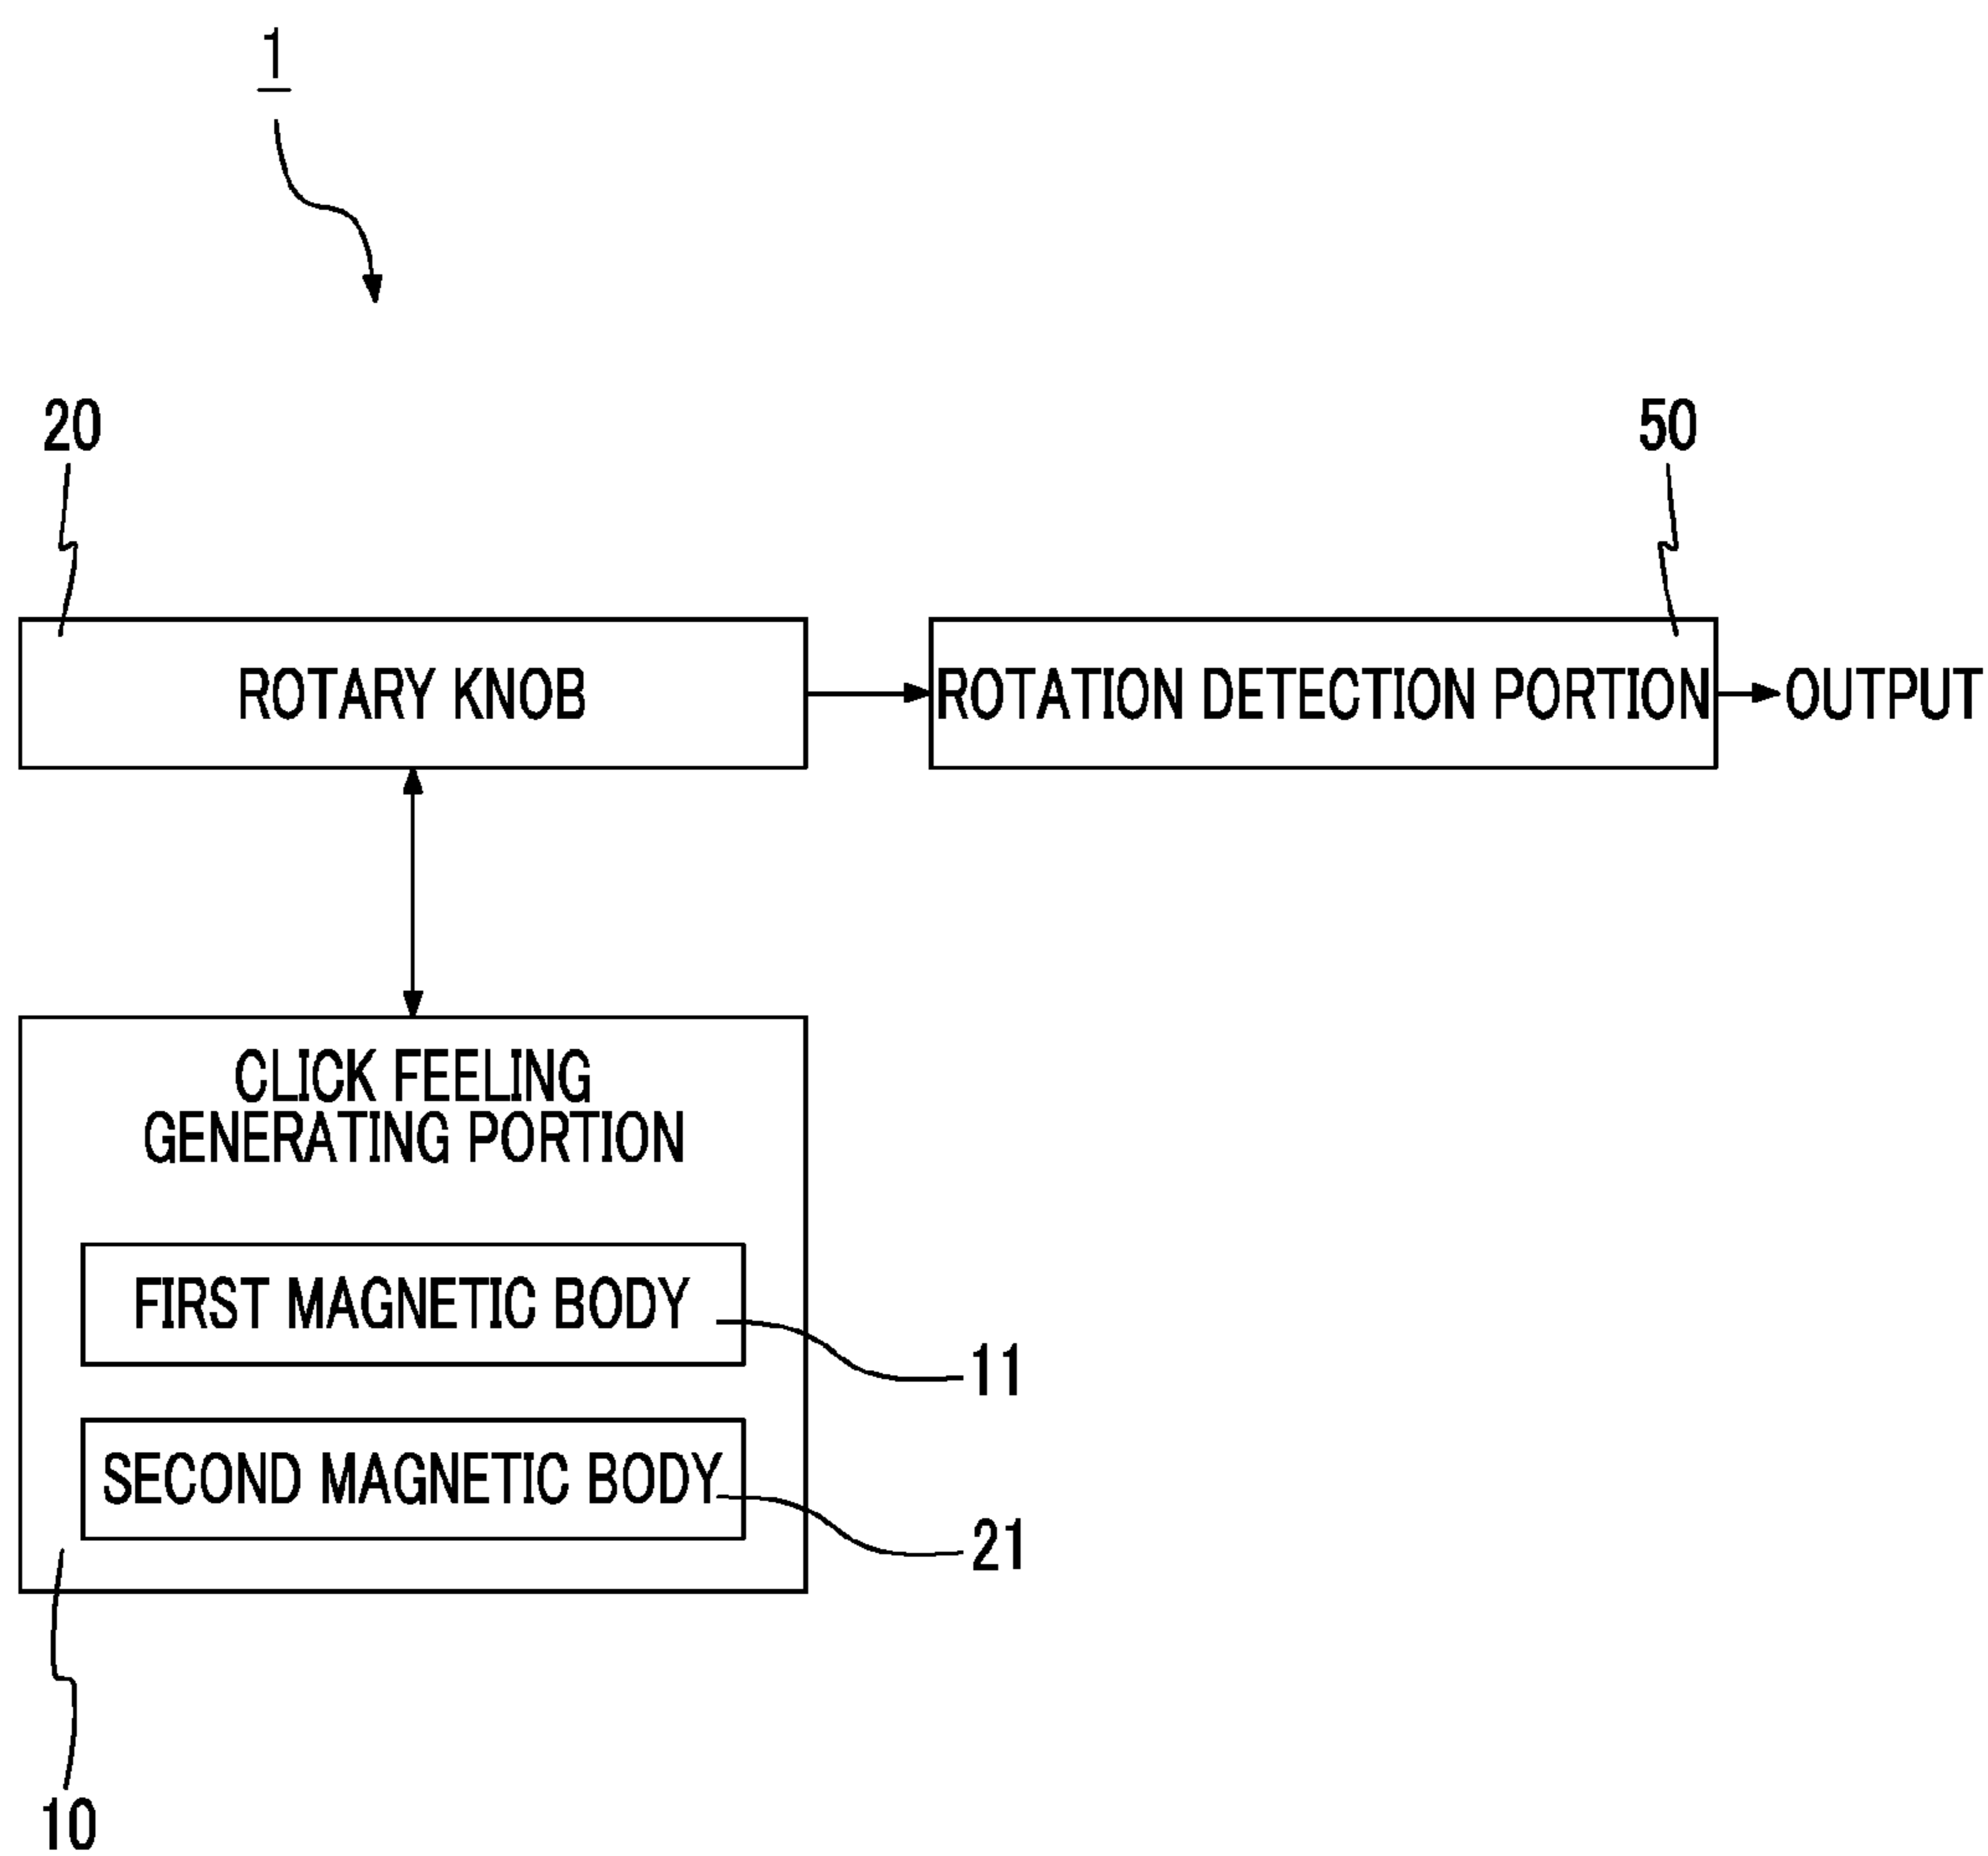 1
20
50
ROTARY KNOB
ROTATION DETECTION PORTION
OUTPUT
CLICK FEELING
GENERATING PORTION
FIRST MAGNETIC BODY
11
SECOND MAGNETIC BODY
21
10